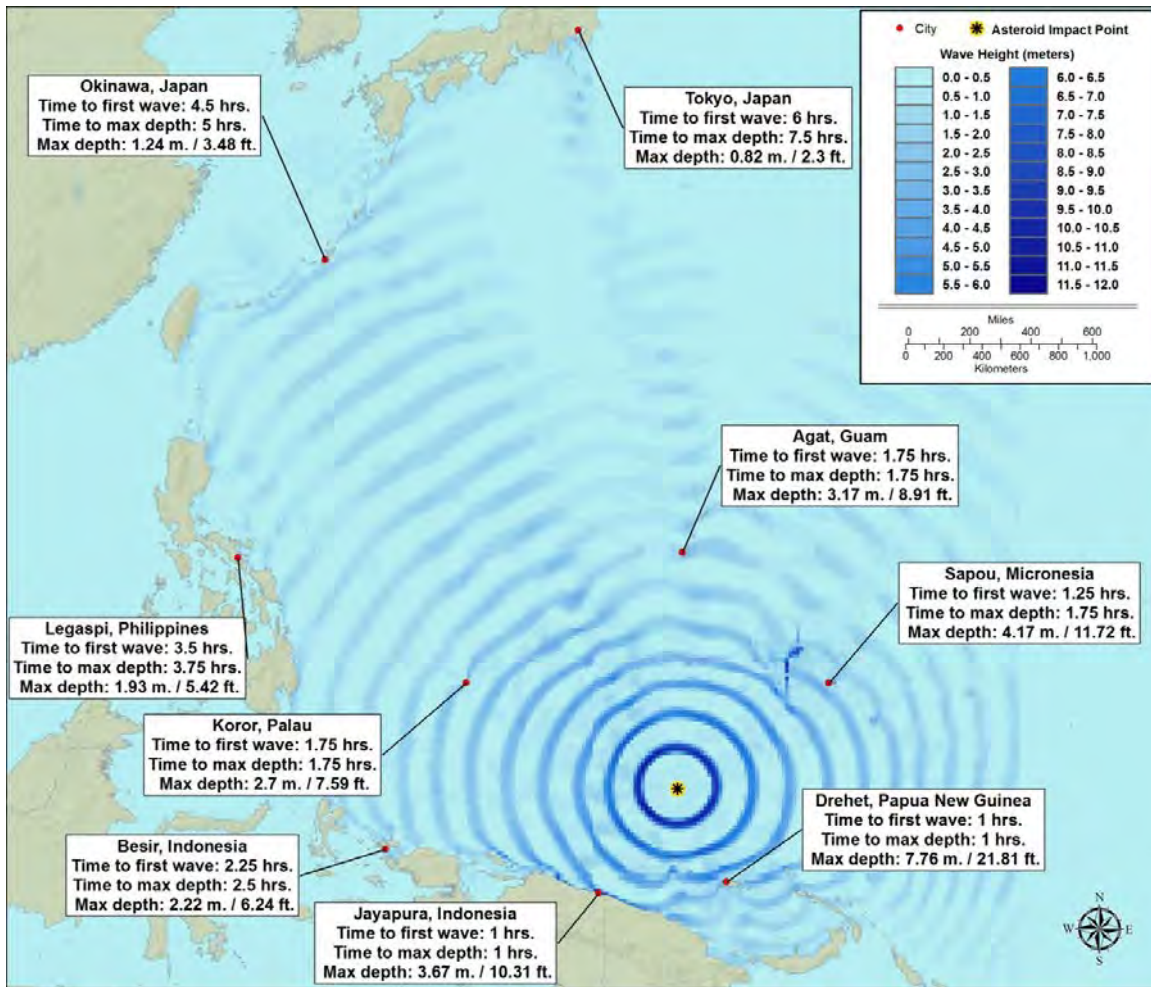 Okinawa, Japan
Time to first wave: 4.5 hrs.
Time to max depth: 5 hrs.
Max depth: 1.24 m. / 3.48 ft.
Tokyo, Japan
Time to first wave: 6 hrs.
Time to max depth: 7.5 hrs.
Max depth: 0.82 m. / 2.3 ft.
City
Asteroid Impact Point
Wave Height (meters)
0.0 - 0.5
0.5 - 1.0
1.0 - 1.5
1.5 - 2.0
2.0 - 2.5
2.5 - 3.0
3.0 - 3.5
3.5 - 4.0
4.0 - 4.5
4.5 - 5.0
5.0 - 5.5
5.5 - 6.0
6.0 - 6.5
6.5 - 7.0
7.0 - 7.5
7.5 - 8.0
8.0 - 8.5
8.5 - 9.0
9.0 - 9.5
9.5 - 10.0
10.0 - 10.5
10.5 - 11.0
11.0 - 11.5
11.5 - 12.0
Miles
0 200 400 600
0 200 400 600 800 1,000
Kilometers
Agat, Guam
Time to first wave: 1.75 hrs.
Time to max depth: 1.75 hrs.
Max depth: 3.17 m. / 8.91 ft.
Sapou, Micronesia
Time to first wave: 1.25 hrs.
Time to max depth: 1.75 hrs.
Max depth: 4.17 m. / 11.72 ft.
Legaspi, Philippines
Time to first wave: 3.5 hrs.
Time to max depth: 3.75 hrs.
Max depth: 1.93 m. / 5.42 ft.
Koror, Palau
Time to first wave: 1.75 hrs.
Time to max depth: 1.75 hrs.
Max depth: 2.7 m. / 7.59 ft.
Drehet, Papua New Guinea
Time to first wave: 1 hrs.
Time to max depth: 1 hrs.
Max depth: 7.76 m. / 21.81 ft.
Besir, Indonesia
Time to first wave: 2.25 hrs.
Time to max depth: 2.5 hrs.
Max depth: 2.22 m. / 6.24 ft.
Jayapura, Indonesia
Time to first wave: 1 hrs.
Time to max depth: 1 hrs.
Max depth: 3.67 m. / 10.31 ft.
N
W E
S